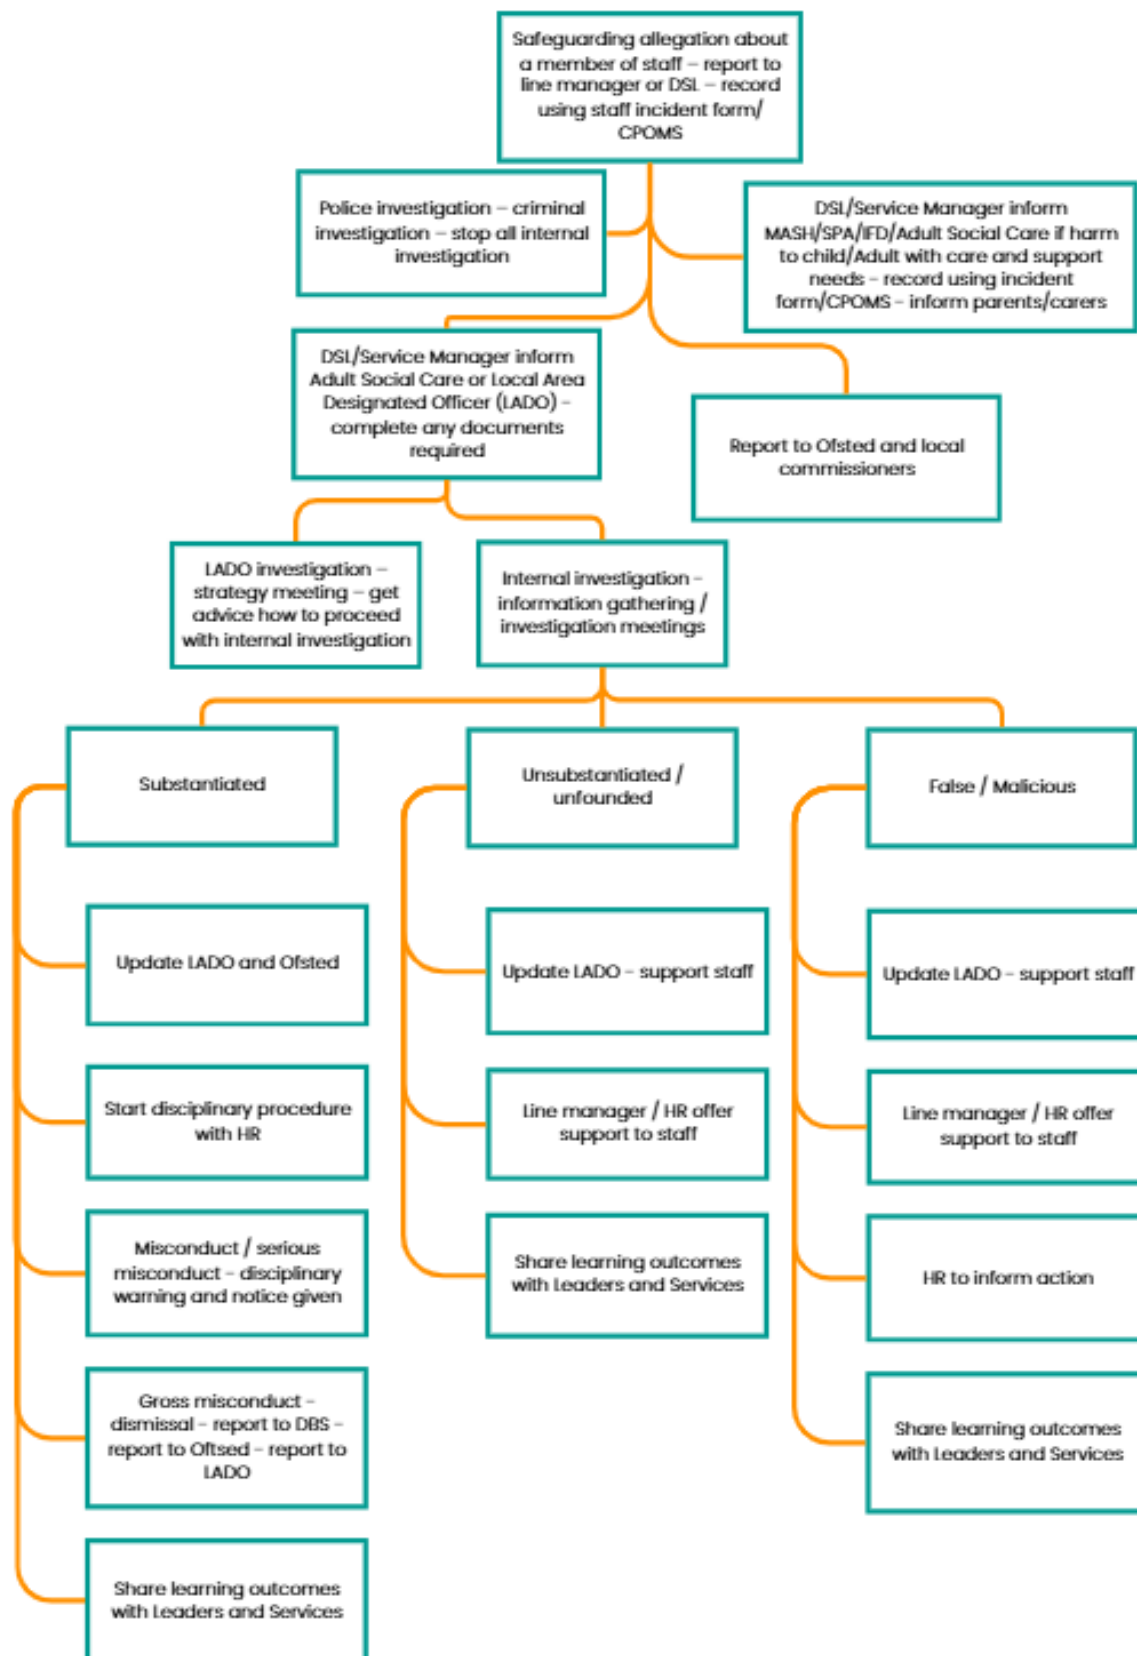 Safeguarding allegation about
a member of staff – report to
line manager or DSL – record
using staff incident form/
CPOMS
Police investigation – criminal
investigation – stop all internal
investigation
DSL/Service Manager inform
MASH/SPA/IFD/Adult Social Care if harm
to child/Adult with care and support
needs - record using incident
form/CPOMS - inform parents/carers
DSL/Service Manager inform
Adult Social Care or Local Area
Designated Officer (LADO) -
complete any documents
required
Report to Ofsted and local
commissioners
LADO investigation –
strategy meeting – get
advice how to proceed
with internal investigation
Internal investigation -
information gathering /
investigation meetings
Substantiated
Unsubstantiated /
unfounded
False / Malicious
Update LADO and Ofsted
Update LADO - support staff
Update LADO - support staff
Start disciplinary procedure
with HR
Line manager / HR offer
support to staff
Line manager / HR offer
support to staff
Misconduct / serious
misconduct - disciplinary
warning and notice given
Share learning outcomes
with Leaders and Services
HR to inform action
Gross misconduct -
dismissal - report to DBS -
report to Oftsed - report to
LADO
Share learning outcomes
with Leaders and Services
Share learning outcomes
with Leaders and Services